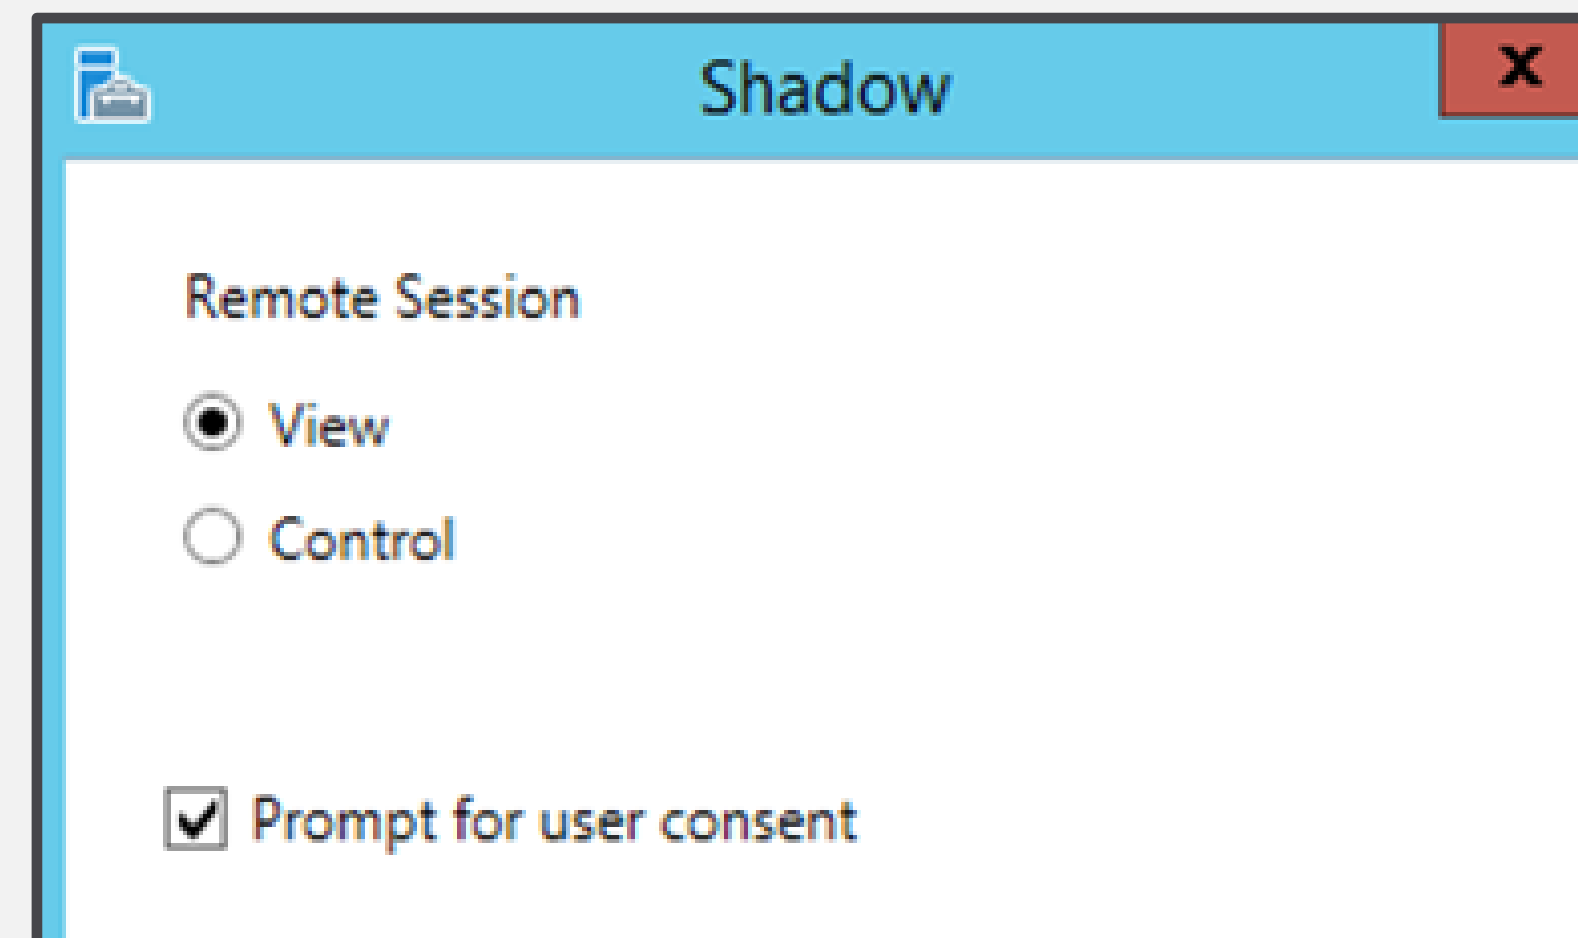 Shadow
Remote Session
View
Control
Prompt for user consent